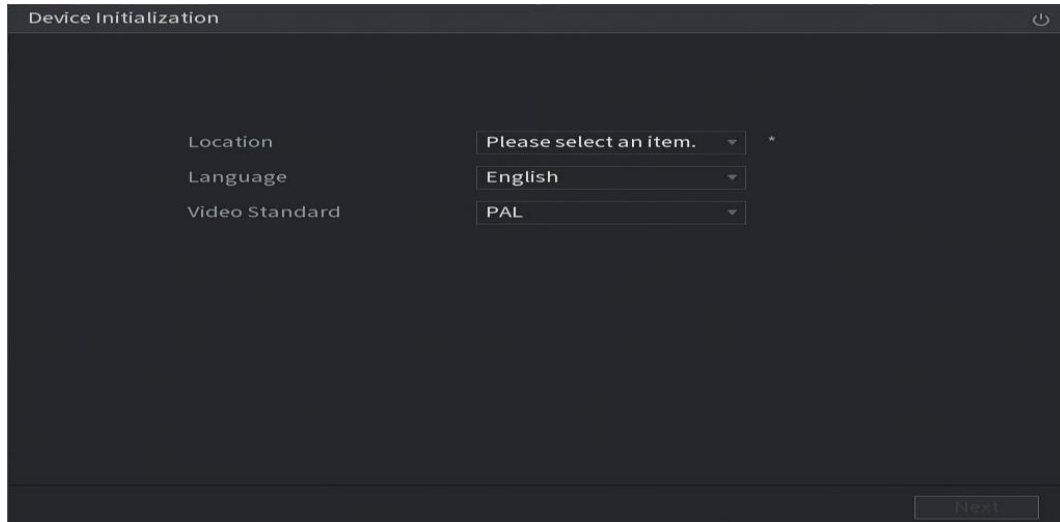 Device Initialization
Location Please select an item. *
Language English
Video Standard PAL
Next